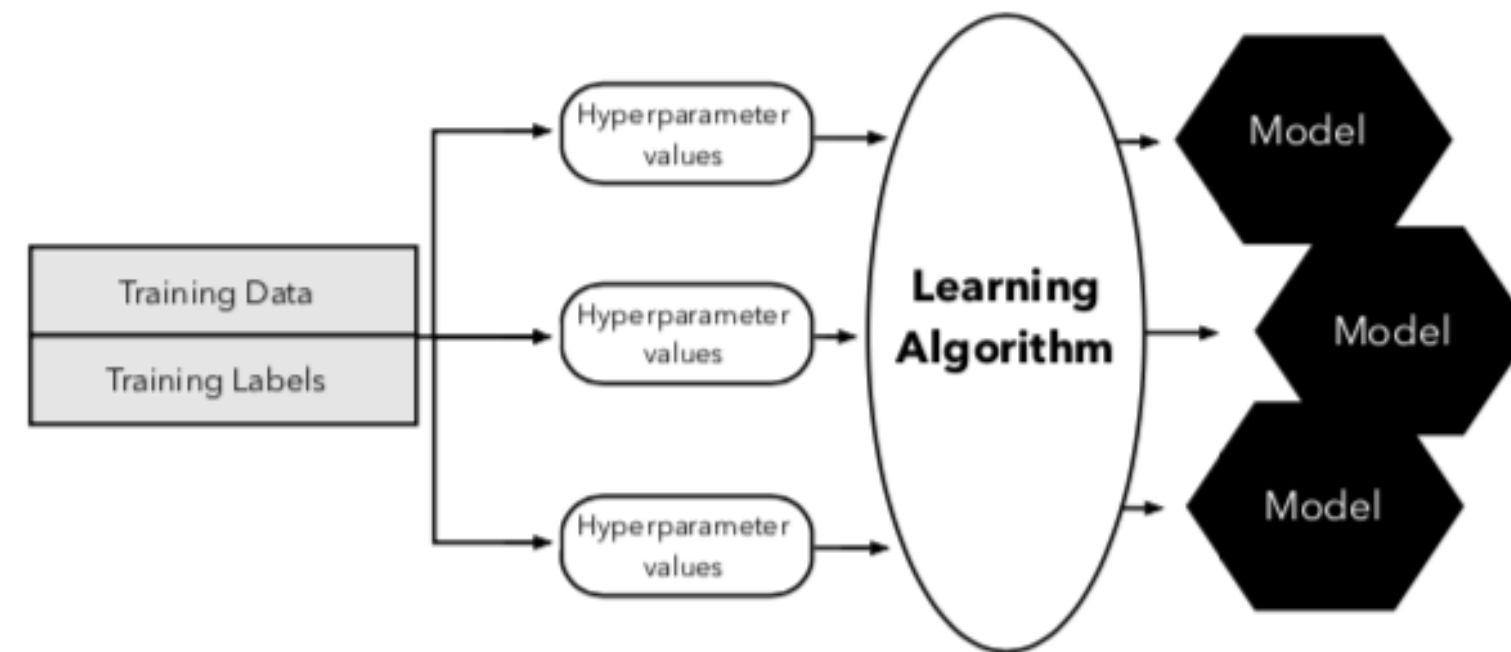 Training Data
Training Labels
Hyperparameter
values
Hyperparameter
values
Hyperparameter
values
Learning
Algorithm
Model
Model
Model